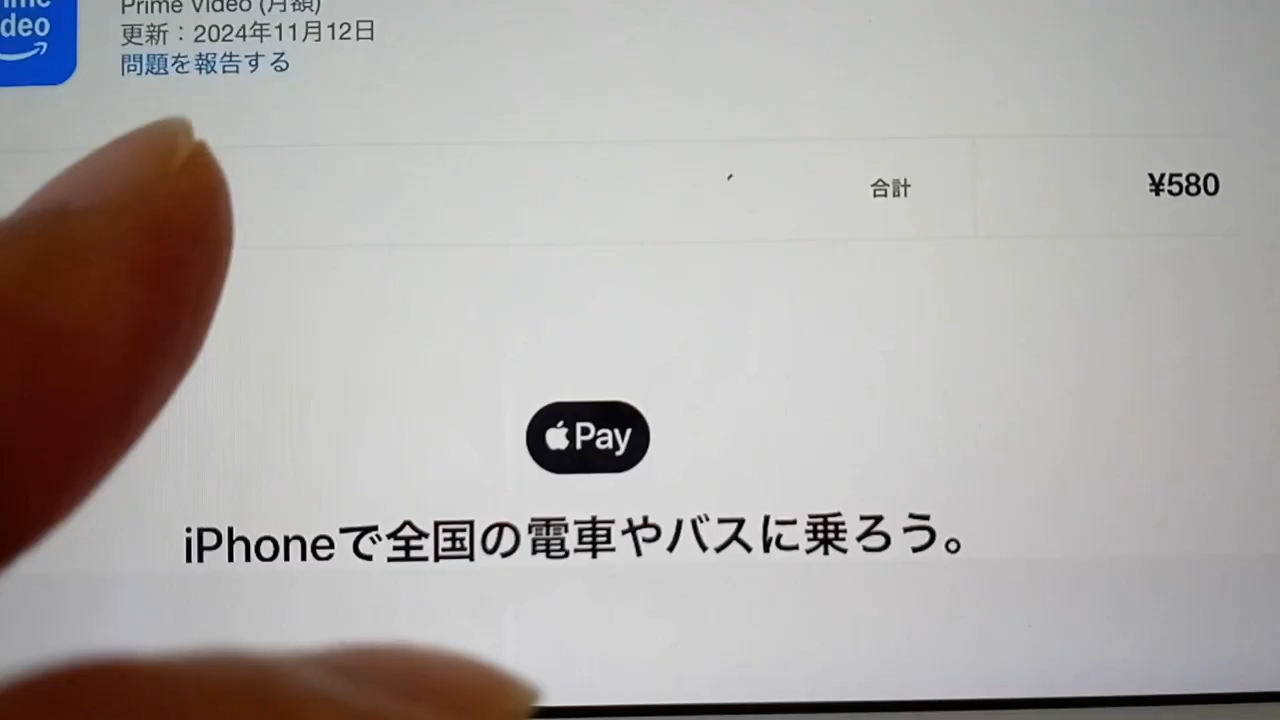 deo
Prime Video (月額)
更新：2024年11月12日
問題を報告する
合計
¥580
Pay
iPhoneで全国の電車やバスに乗ろう。